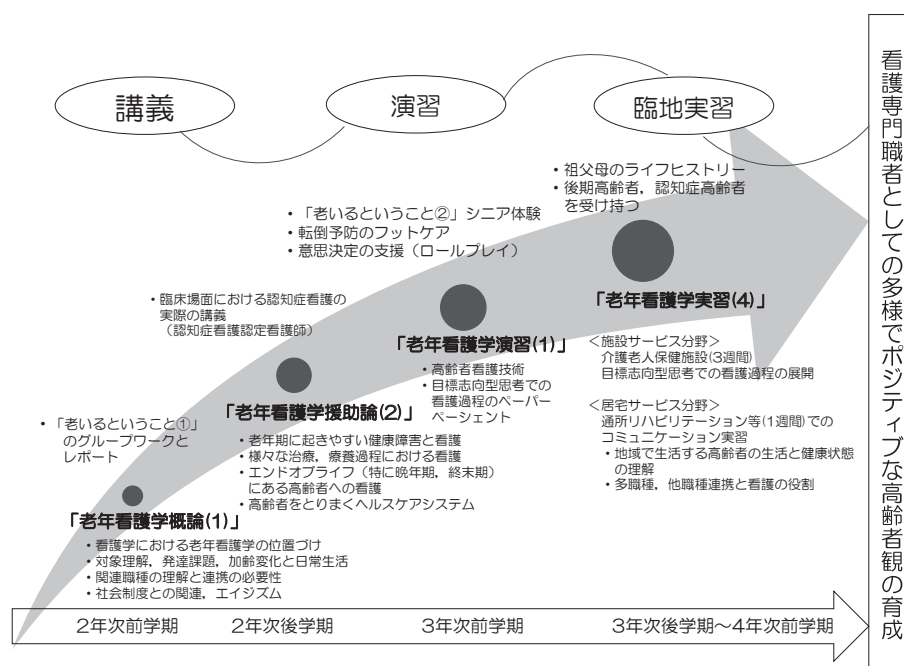 講義
演習
臨地実習
・祖父母のライフヒストリー
・後期高齢者，認知症高齢者
を受け持つ
・「老いるということ②」シニア体験
・転倒予防のフットケア
・意思決定の支援（ロールプレイ）
・臨床場面における認知症看護の
実際の講義
（認知症看護認定看護師）
・「老いるということ①」
のグループワークと
レポート
「老年看護学概論(1)」
・看護学における老年看護学の位置づけ
・対象理解，発達課題，加齢変化と日常生活
・関連職種の理解と連携の必要性
・社会制度との関連，エイジズム
「老年看護学援助論(2)」
・老年期に起きやすい健康障害と看護
・様々な治療，療養過程における看護
・エンドオブライフ（特に晩年期，終末期）
にある高齢者への看護
・高齢者をとりまくヘルスケアシステム
「老年看護学演習(1)」
・高齢者看護技術
・目標志向型思考での
看護過程のペーパー
ペーシェント
「老年看護学実習(4)」
＜施設サービス分野＞
介護老人保健施設(3週間)
目標志向型思考での看護過程の展開
＜居宅サービス分野＞
通所リハビリテーション等(1週間)での
コミュニケーション実習
・地域で生活する高齢者の生活と健康状態
の理解
・多職種，他職種連携と看護の役割
2年次前学期
2年次後学期
3年次前学期
3年次後学期～4年次前学期
看護専門職者としての多様でポジティブな高齢者観の育成